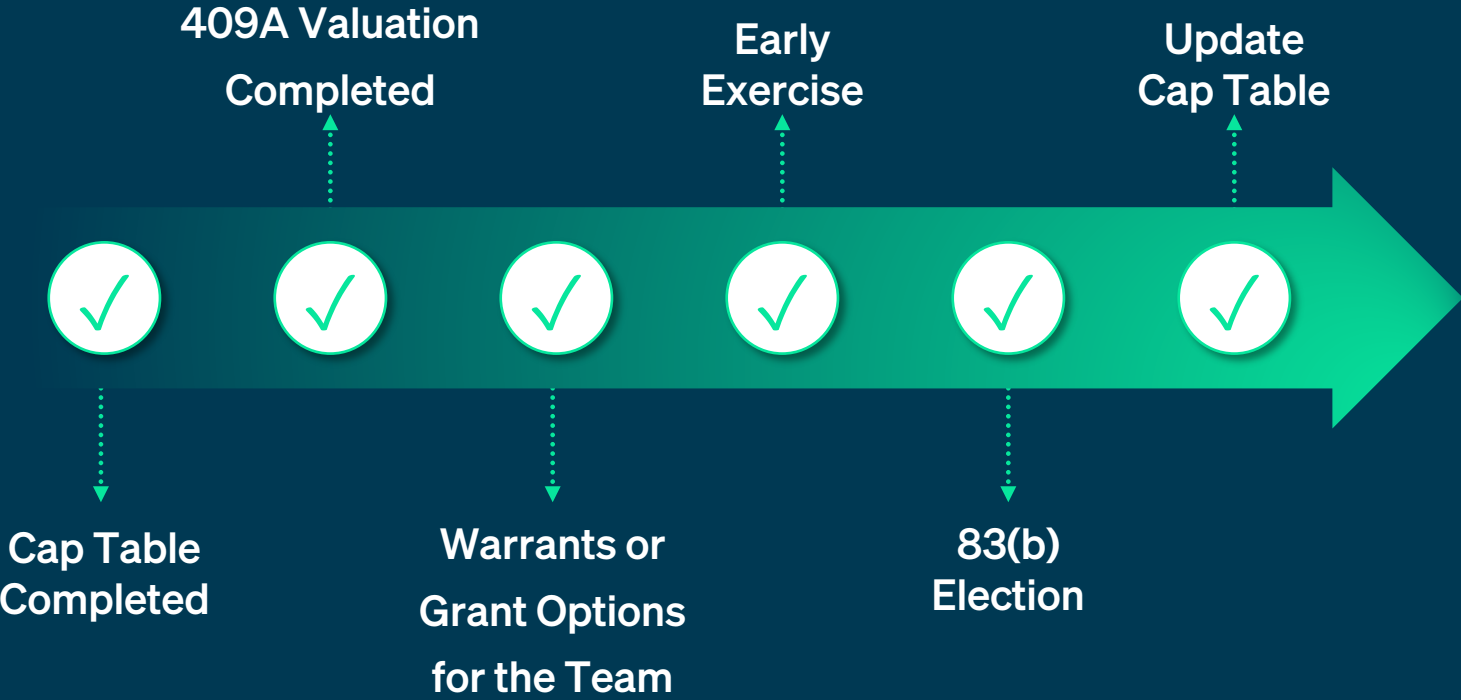 409A Valuation
Completed
Early
Exercise
Update
Cap Table
Cap Table
Completed
Warrants or
Grant Options
for the Team
83(b)
Election